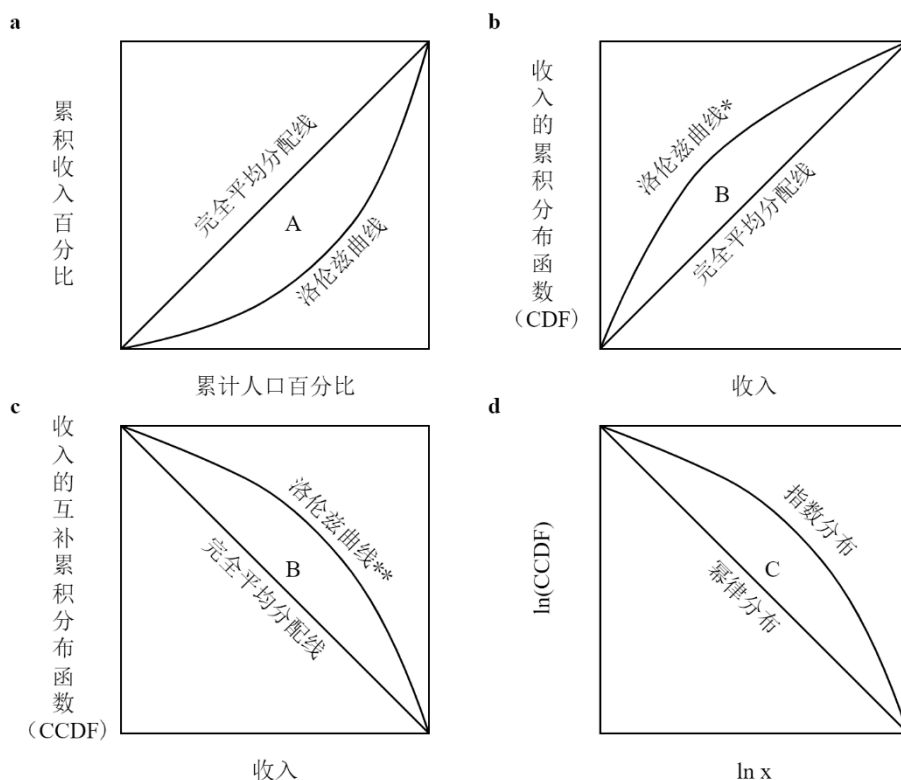 a
累积收入百分比
完全平均分配线
A
洛伦兹曲线
累计人口百分比
b
收入的累积分布函数
（CDF）
洛伦兹曲线*
B
完全平均分配线
收入
c
收入的互补累积分布函数
（CCDF）
洛伦兹曲线**
B
完全平均分配线
收入
d
ln(CCDF)
指数分布
C
幂律分布
ln x